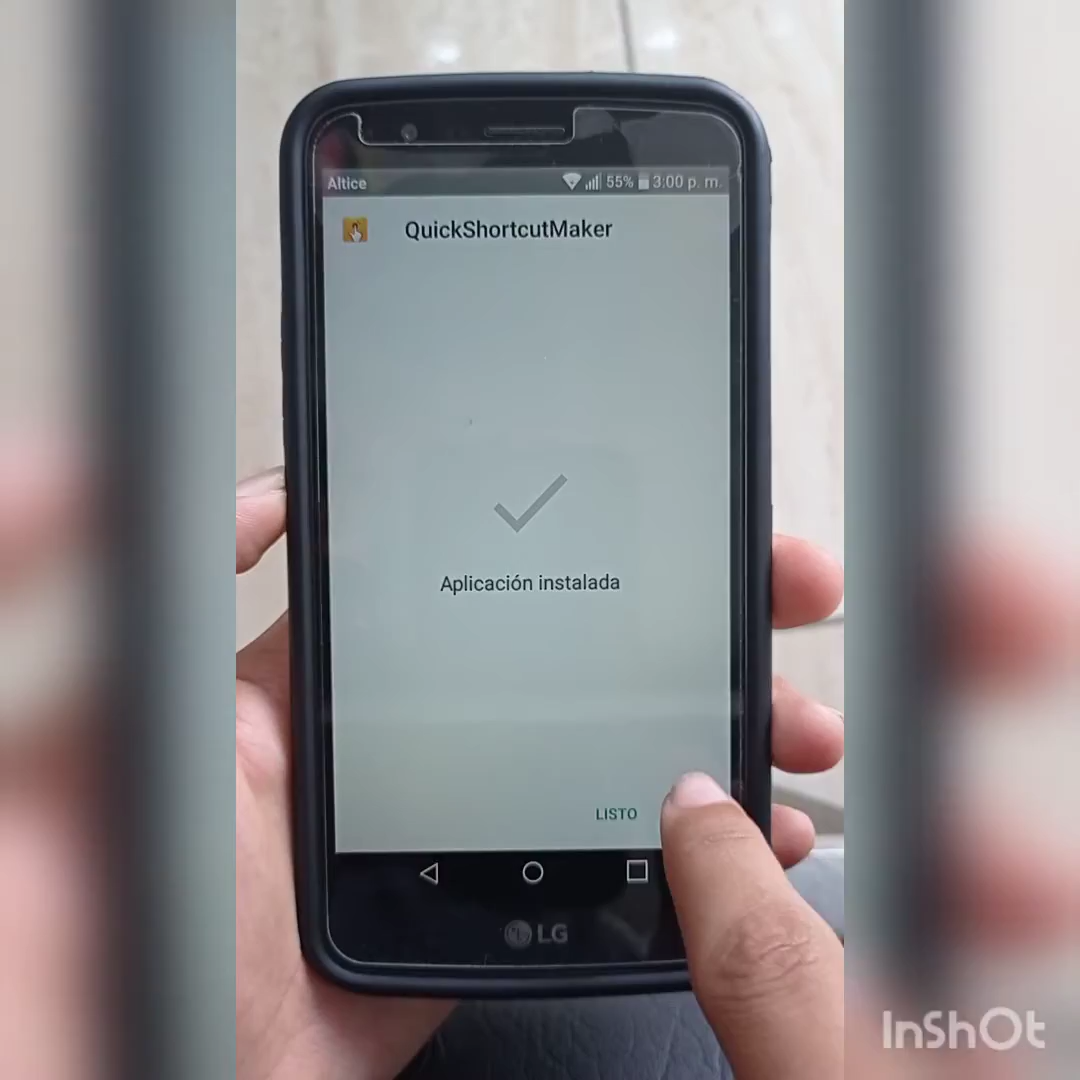 Altice 55% 3:00 p. m.
QuickShortcutMaker
Aplicación instalada
LISTO
LG
InShOt